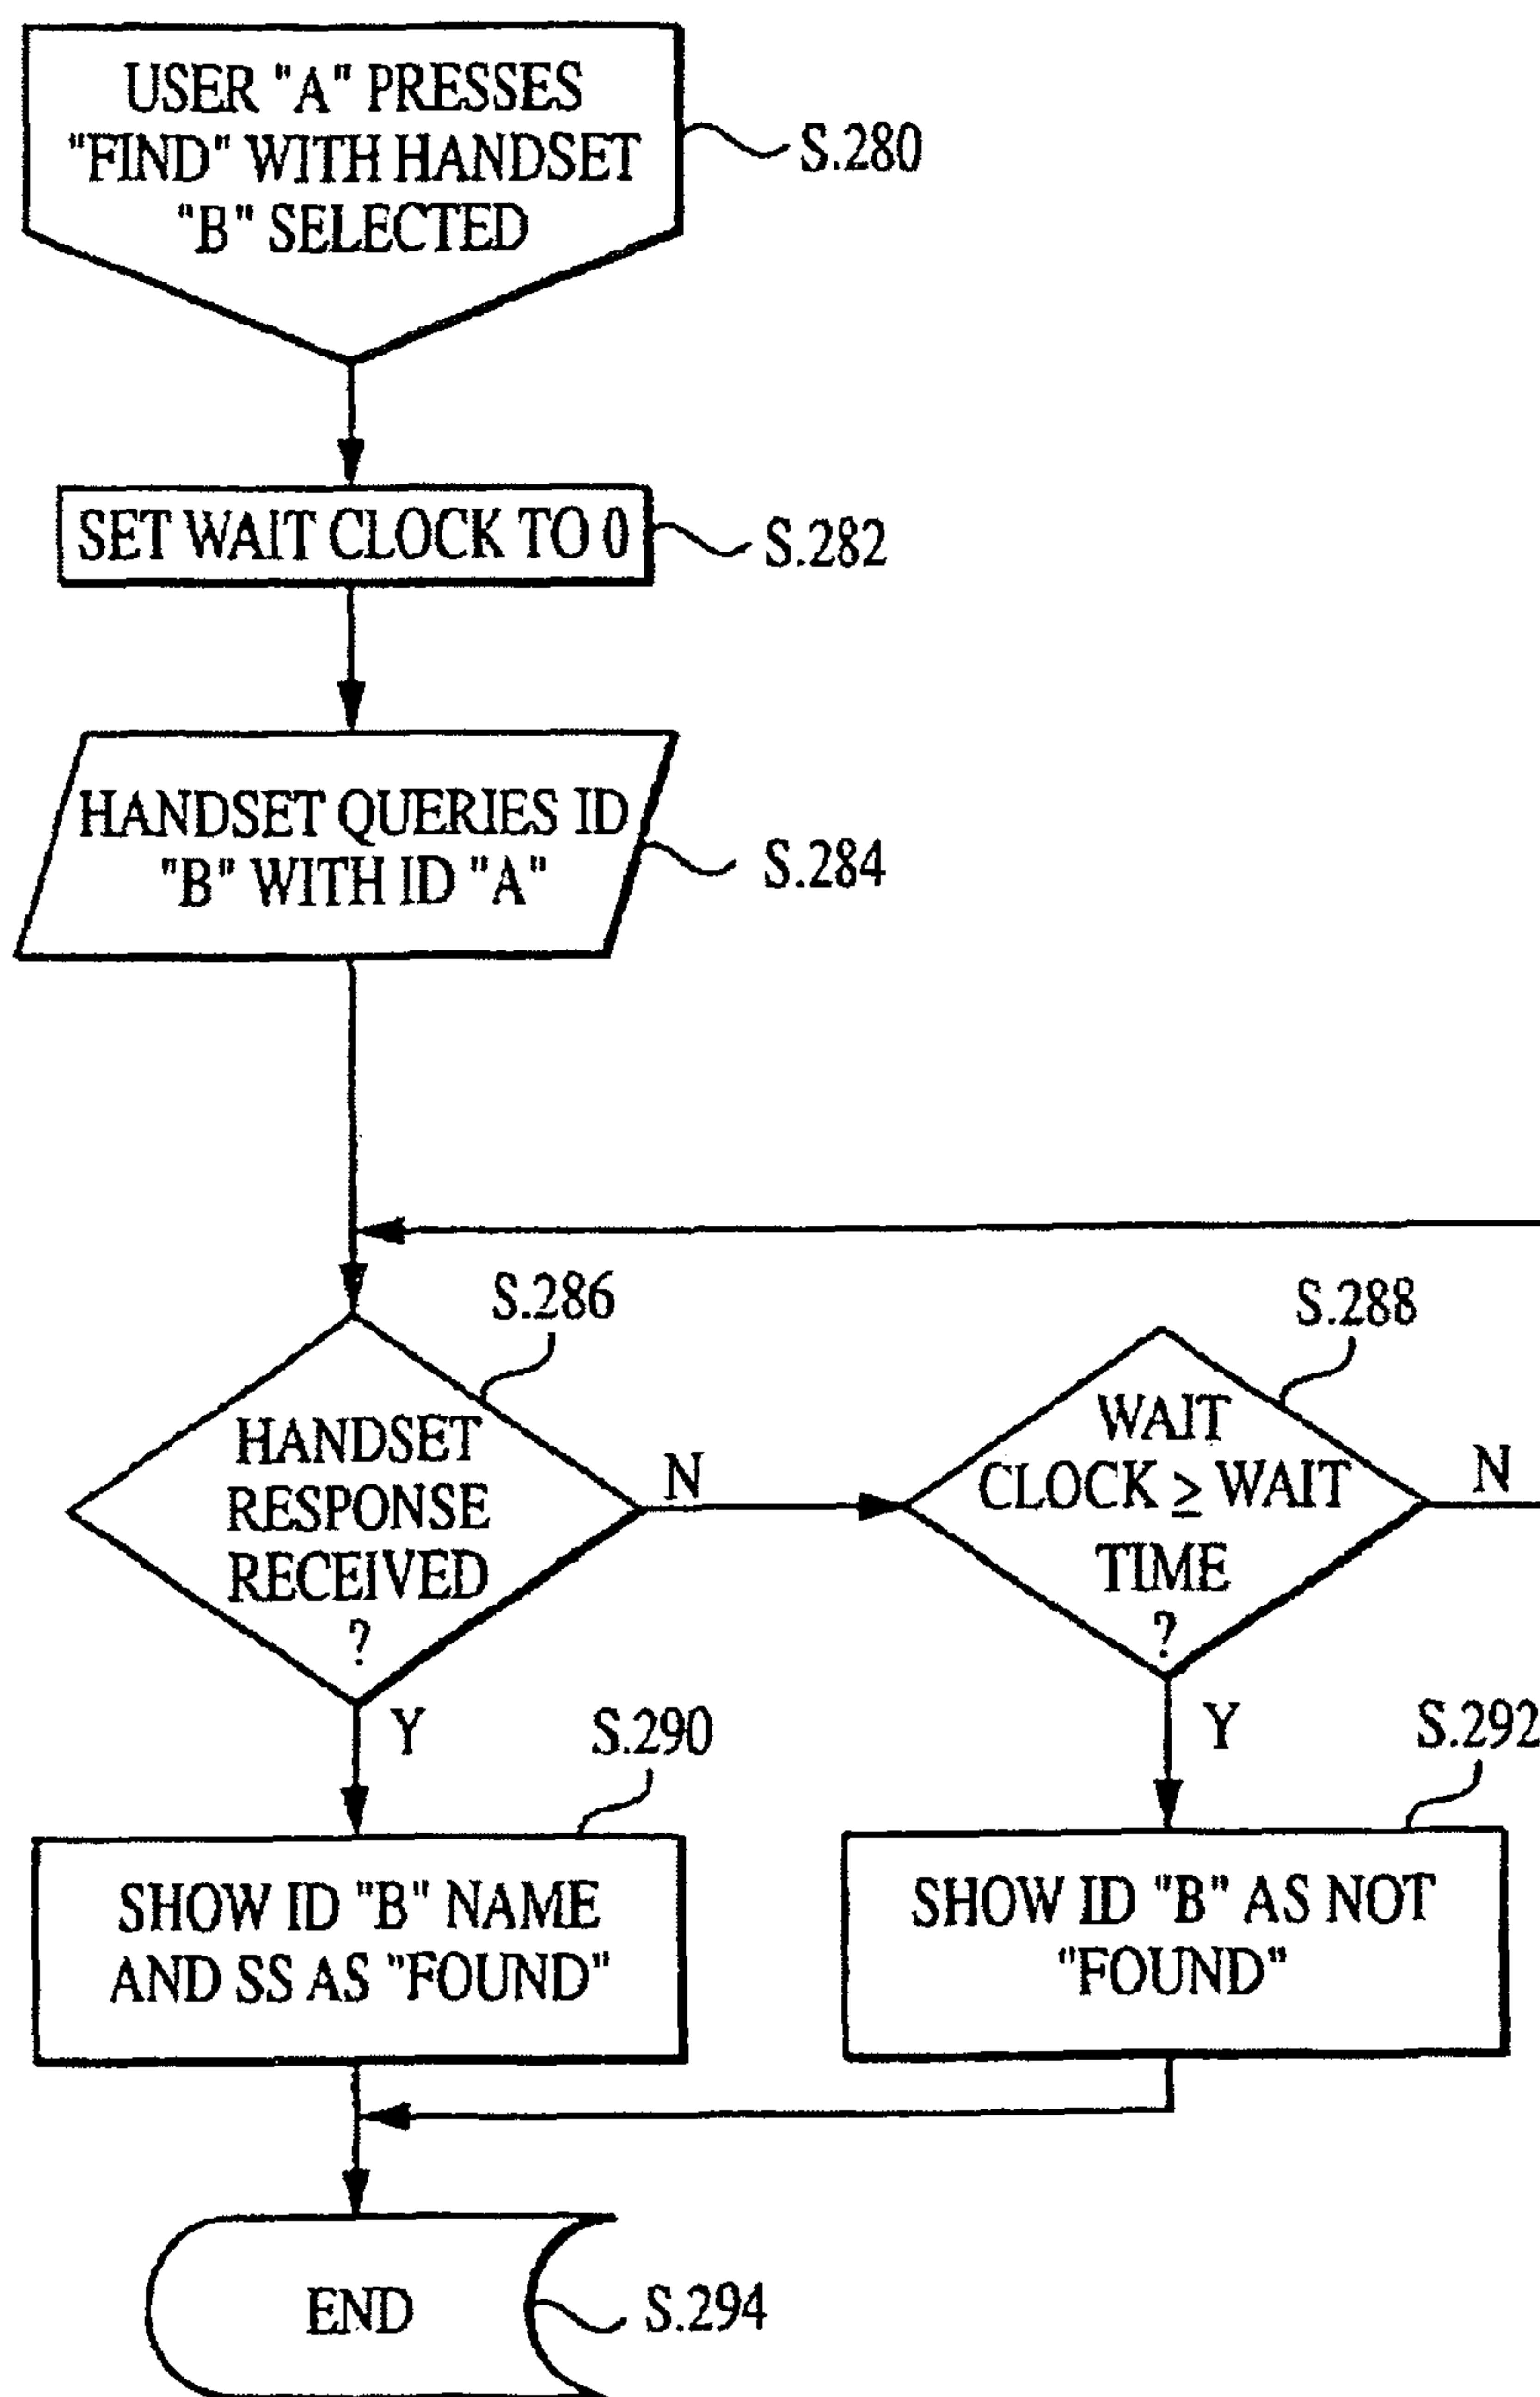 USER "A" PRESSES
"FIND" WITH HANDSET
"B" SELECTED
S.280
SET WAIT CLOCK TO 0
S.282
HANDSET QUERIES ID
"B" WITH ID "A"
S.284
S.286
HANDSET
RESPONSE
RECEIVED
?
N
Y
S.288
WAIT
CLOCK ≥ WAIT
TIME
?
N
Y
S.290
SHOW ID "B" NAME
AND SS AS "FOUND"
S.292
SHOW ID "B" AS NOT
"FOUND"
END
S.294